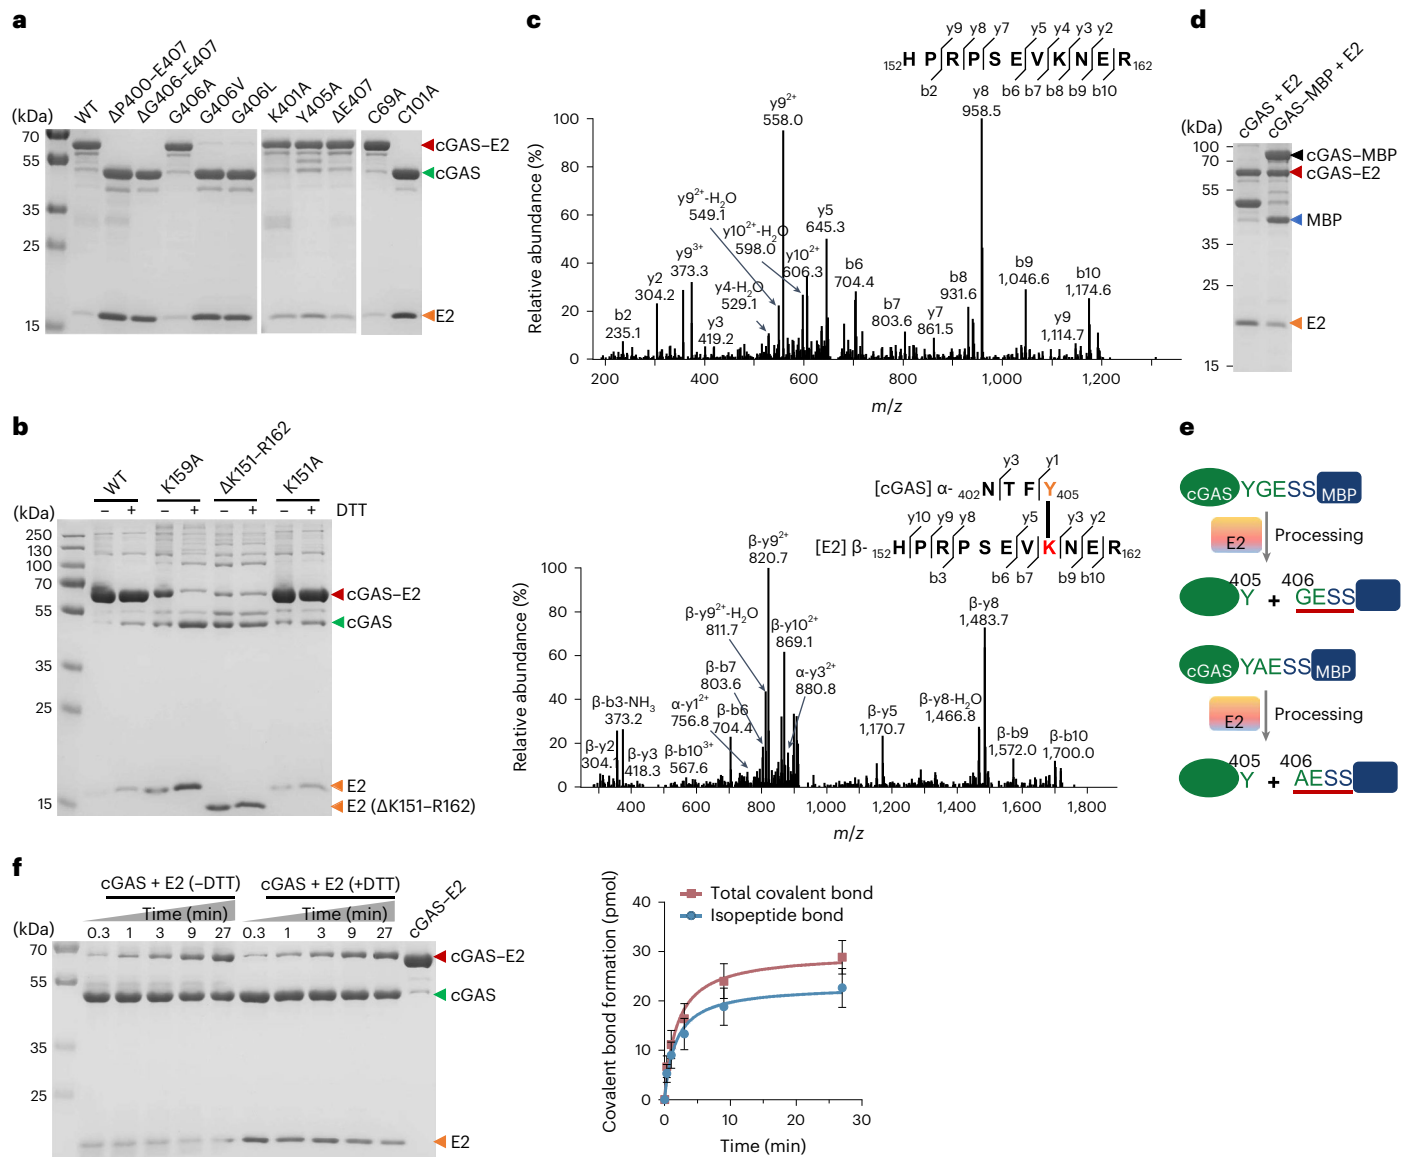 a
(kDa)
WT
ΔP400–E407
ΔG406–E407
G406A
G406V
G406L
K401A
Y405A
ΔE407
C69A
C101A
70
55
35
25
15
cGAS–E2
cGAS
E2
b
WT
K159A
ΔK151–R162
K151A
(kDa)
– + – + – + – + DTT
250
130
100
70
55
35
25
15
cGAS–E2
cGAS
E2
E2 (ΔK151–R162)
c
y9 y8 y7 y5 y4 y3 y2
152 H P R P S E V K N E R 162
b2 b6 b7 b8 b9 b10
Relative abundance (%)
100
80
60
40
20
0
b2
235.1
y2
304.2
y9³⁺
373.3
y3
419.2
y4-H₂O
529.1
y9²⁺-H₂O
549.1
y9²⁺
558.0
y10²⁺-H₂O
598.0
y10²⁺
606.3
y5
645.3
b6
704.4
b7
803.6
y7
861.5
b8
931.6
y8
958.5
b9
1,046.6
y9
1,114.7
b10
1,174.6
200 400 600 800 1,000 1,200
m/z
y3 y1
[cGAS] α- 402 N T F Y 405
y10 y9 y8 y5 y3 y2
[E2] β- 152 H P R P S E V K N E R 162
b3 b6 b7 b9 b10
Relative abundance (%)
100
80
60
40
20
0
β-y2
304.1
β-b3-NH₃
373.2
β-y3
418.3
β-b10³⁺
567.6
β-b6
704.4
α-y1²⁺
756.8
β-b7
803.6
β-y9²⁺-H₂O
811.7
β-y9²⁺
820.7
β-y10²⁺
869.1
α-y3²⁺
880.8
β-y5
1,170.7
β-y8-H₂O
1,466.8
β-y8
1,483.7
β-b9
1,572.0
β-b10
1,700.0
400 600 800 1,000 1,200 1,400 1,600 1,800
m/z
d
(kDa)
cGAS + E2
cGAS–MBP + E2
100
70
55
35
25
15
cGAS–MBP
cGAS–E2
MBP
E2
e
cGAS YGESS MBP
E2 Processing
405 406
Y + GESS
cGAS YAESS MBP
E2 Processing
405 406
Y + AESS
f
cGAS + E2 (–DTT) cGAS + E2 (+DTT)
cGAS–E2
Time (min) Time (min)
(kDa) 0.3 1 3 9 27 0.3 1 3 9 27
70
55
35
25
cGAS–E2
cGAS
E2
Covalent bond formation (pmol)
Total covalent bond
Isopeptide bond
40
30
20
10
0
0 10 20 30
Time (min)